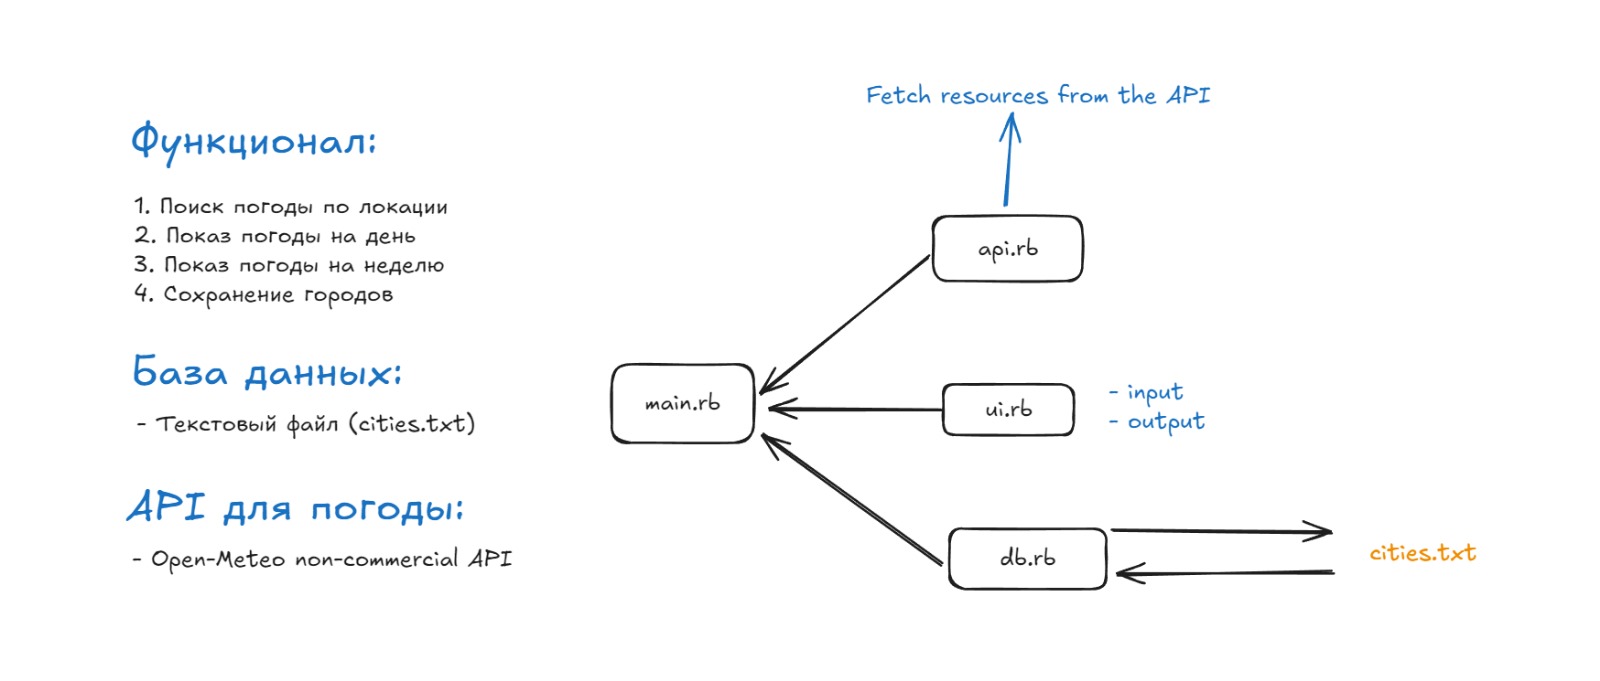 Функционал:
1. Поиск погоды по локации
2. Показ погоды на день
3. Показ погоды на неделю
4. Сохранение городов
База данных:
- Текстовый файл (cities.txt)
API для погоды:
- Open-Meteo non-commercial API
Fetch resources from the API
api.rb
main.rb
ui.rb
- input
- output
db.rb
cities.txt